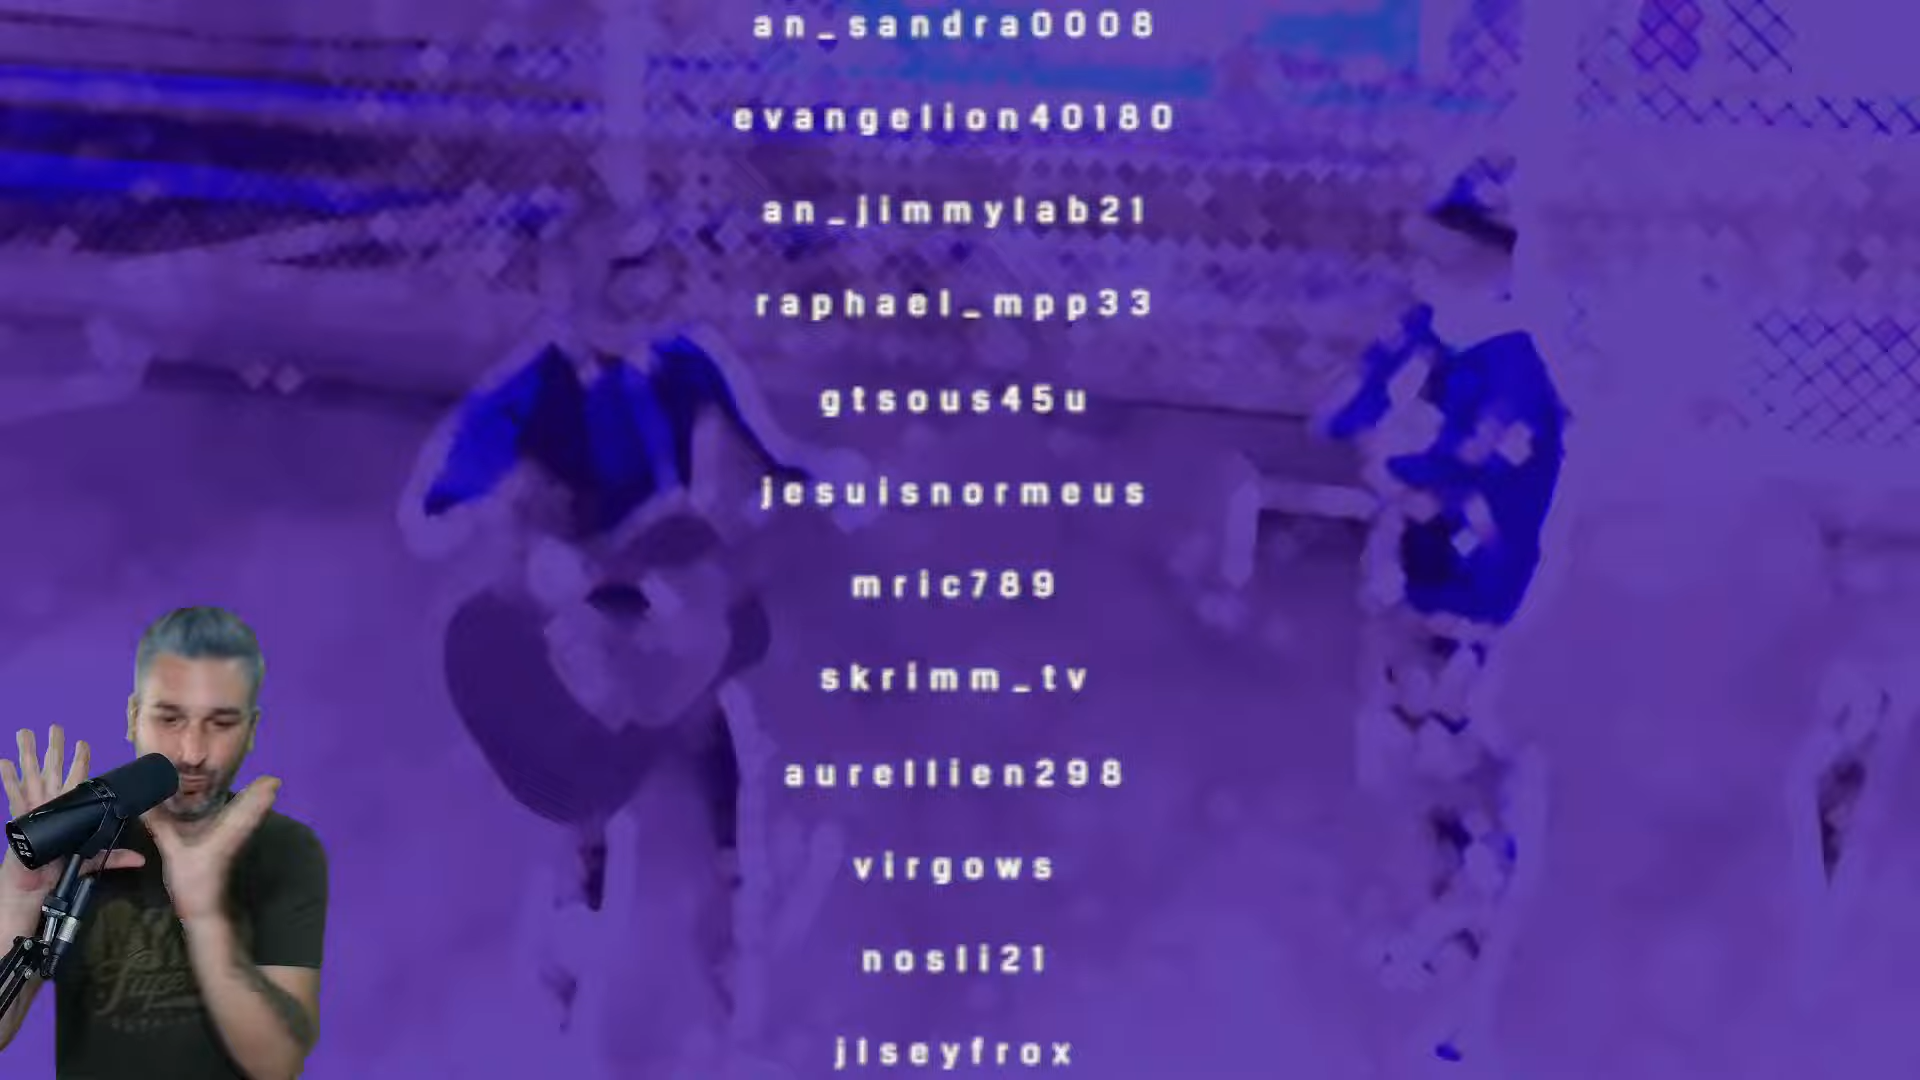 an_sandra0008
evangelion40180
an_jimmylab21
raphael_mpp33
gtsous45u
jesuisnormeus
mric789
skrimm_tv
aurellien298
virgows
nosli21
jlseyfrox